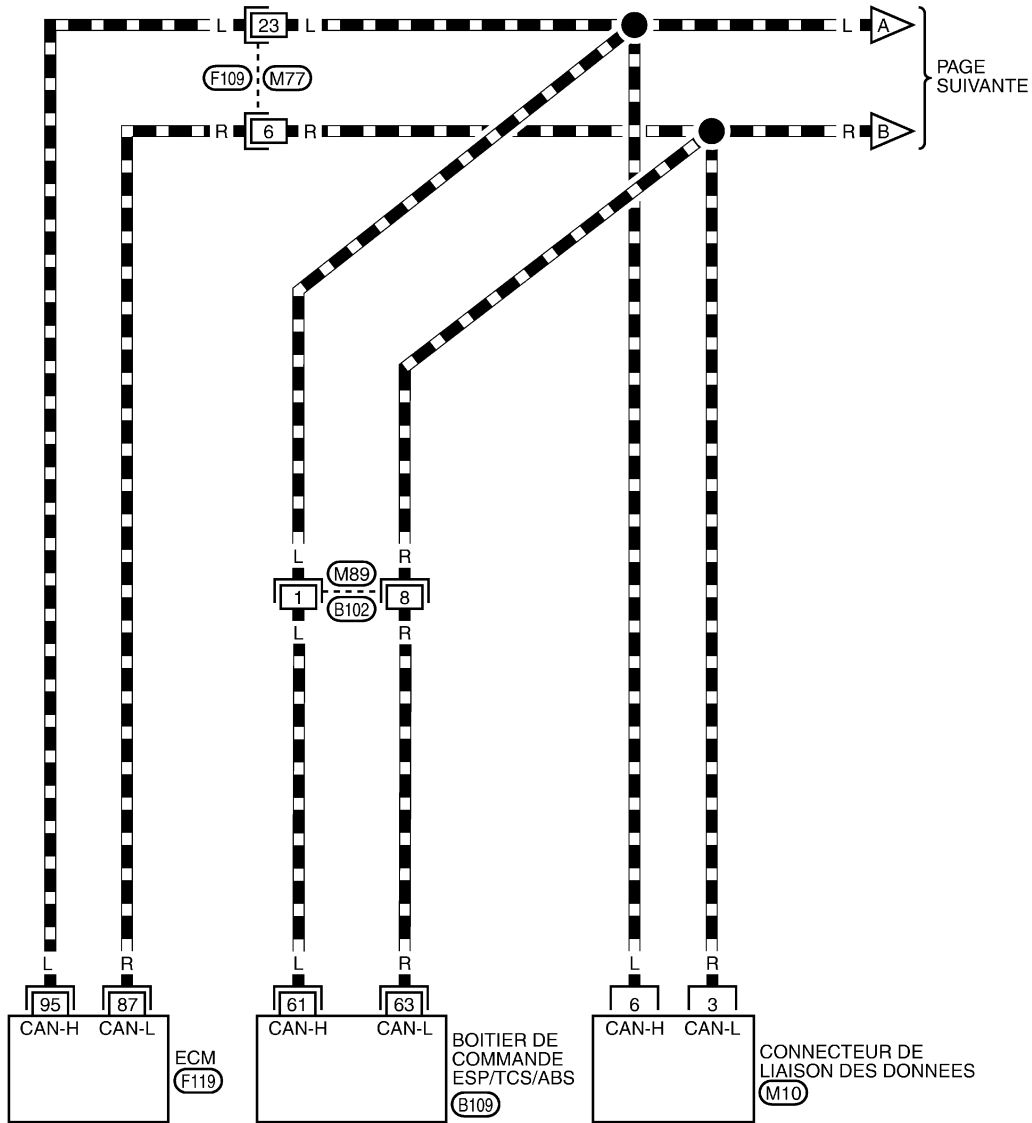 L 23 L L A
F109 M77
PAGE
SUIVANTE
R 6 R R B
L R
M89
1 8
B102
L R
L R L R L R
95 87 61 63 6 3
CAN-H CAN-L CAN-H CAN-L CAN-H CAN-L
ECM
F119
BOITIER DE
COMMANDE
ESP/TCS/ABS
B109
CONNECTEUR DE
LIAISON DES DONNEES
M10